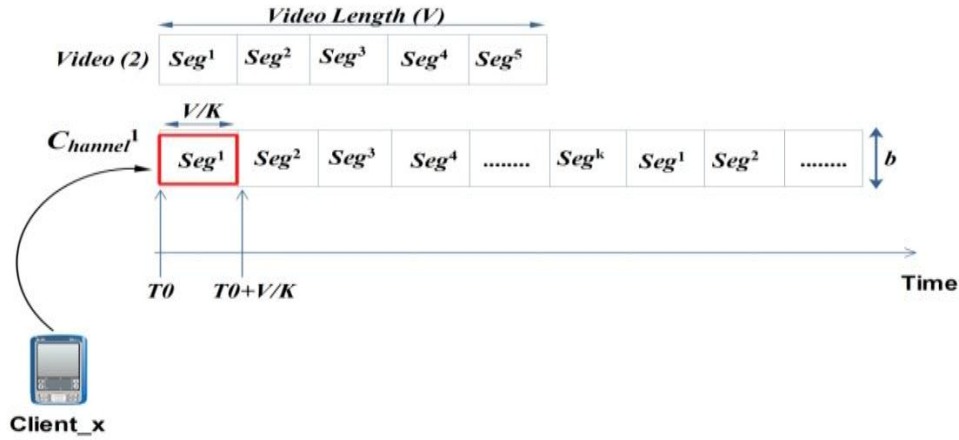 Video Length (V)
Video (2) Seg¹ Seg² Seg³ Seg⁴ Seg⁵
V/K
Channel¹ Seg¹ Seg² Seg³ Seg⁴ ........ Segᵏ Seg¹ Seg² ........ b
T0 T0+V/K Time
Client_x